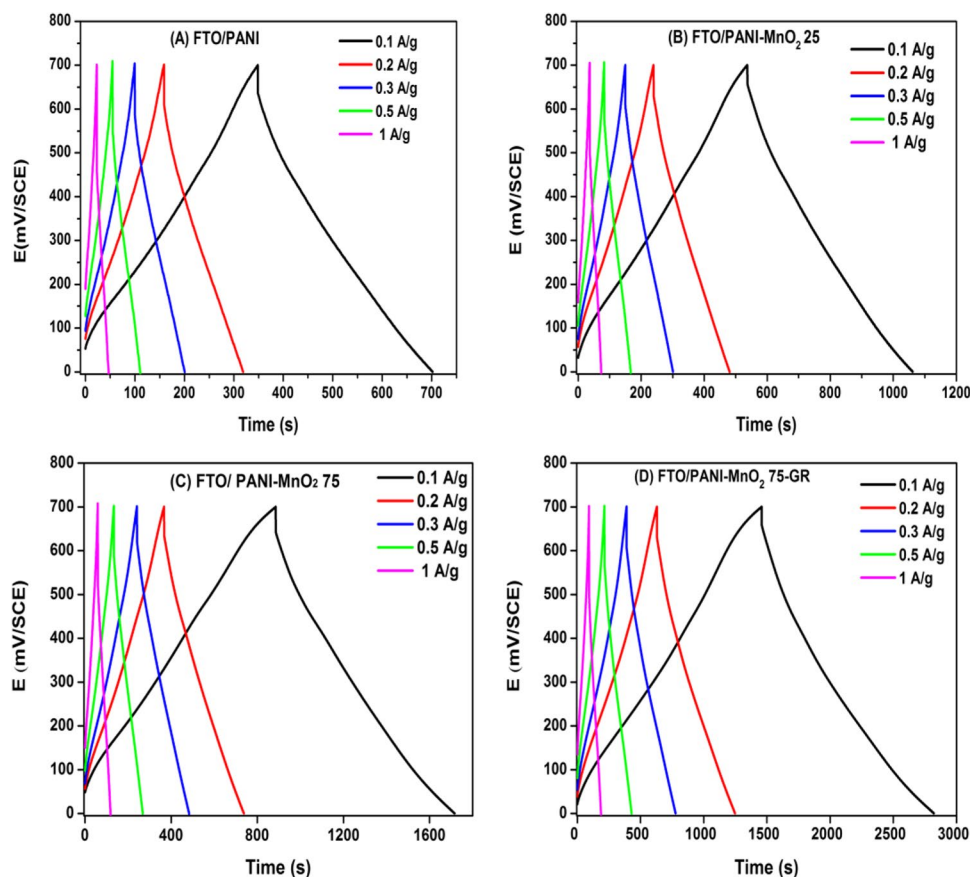 (A) FTO/PANI
0.1 A/g
0.2 A/g
0.3 A/g
0.5 A/g
1 A/g
800
700
600
500
400
300
200
100
0
E(mV/SCE)
0 100 200 300 400 500 600 700
Time (s)
(B) FTO/PANI-MnO₂ 25
0.1 A/g
0.2 A/g
0.3 A/g
0.5 A/g
1 A/g
800
700
600
500
400
300
200
100
0
E (mV/SCE)
0 200 400 600 800 1000 1200
Time (s)
(C) FTO/ PANI-MnO₂ 75
0.1 A/g
0.2 A/g
0.3 A/g
0.5 A/g
1 A/g
800
700
600
500
400
300
200
100
0
E (mV/SCE)
0 400 800 1200 1600
Time (s)
(D) FTO/PANI-MnO₂ 75-GR
0.1 A/g
0.2 A/g
0.3 A/g
0.5 A/g
1 A/g
800
700
600
500
400
300
200
100
0
E (mV/SCE)
0 500 1000 1500 2000 2500 3000
Time (s)